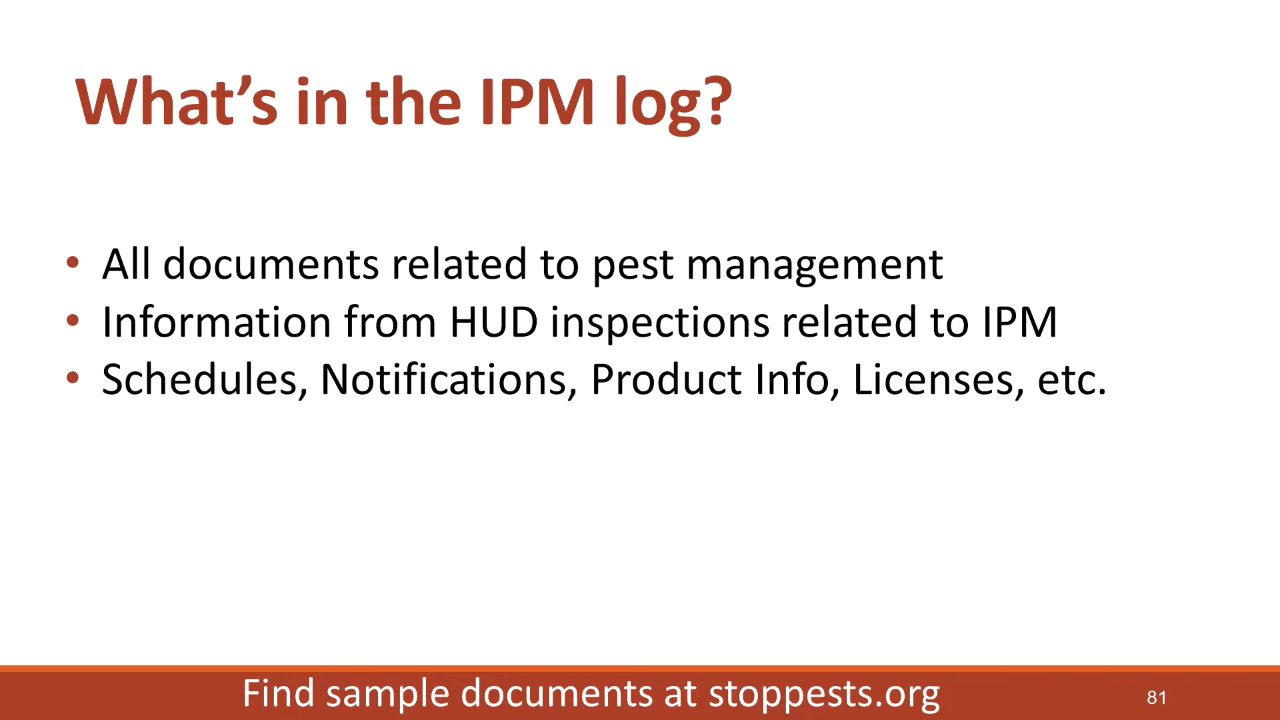 What's in the IPM log?
• All documents related to pest management
• Information from HUD inspections related to IPM
• Schedules, Notifications, Product Info, Licenses, etc.
Find sample documents at stoppests.org
81